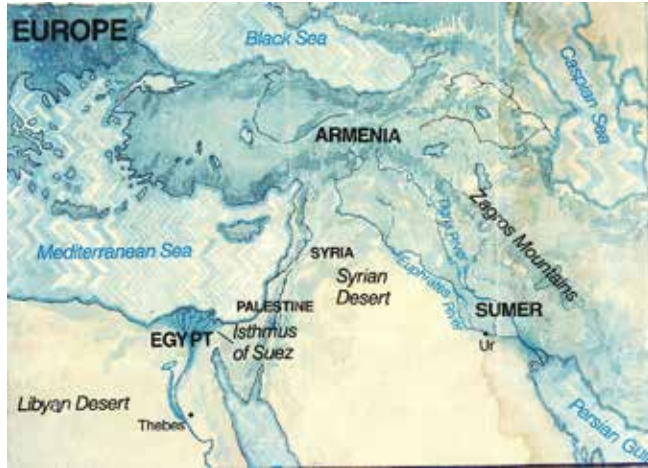 EUROPE
Black Sea
Caspian Sea
ARMENIA
Zagros Mountains
Tigris River
Mediterranean Sea
SYRIA
Syrian
Desert
Euphrates River
PALESTINE
SUMER
EGYPT
Isthmus
of Suez
Ur
Libyan Desert
Thebes
Persian Gulf